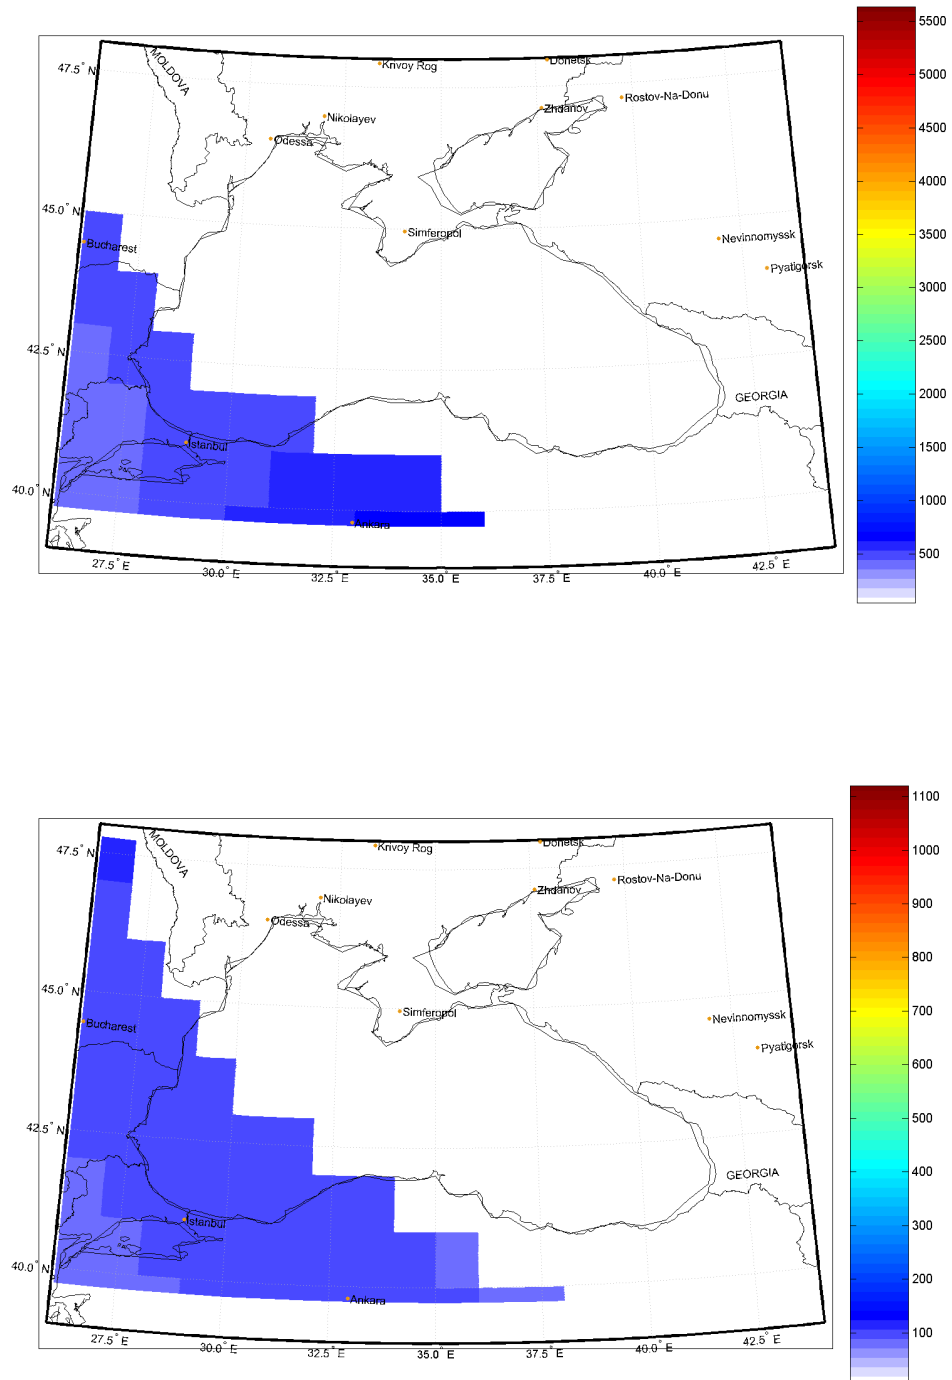 5500
5000
4500
4000
3500
3000
2500
2000
1500
1000
500
47.5° N
45.0° N
42.5° N
40.0° N
27.5° E
30.0° E
32.5° E
35.0° E
37.5° E
40.0° E
42.5° E
MOLDOVA
Krivoy Rog
Donetsk
Nikolayev
Zhdanov
Rostov-Na-Donu
Odessa
Simferopol
Nevinnomyssk
Bucharest
Pyatigorsk
GEORGIA
Istanbul
Ankara
1100
1000
900
800
700
600
500
400
300
200
100
47.5° N
45.0° N
42.5° N
40.0° N
27.5° E
30.0° E
32.5° E
35.0° E
37.5° E
40.0° E
42.5° E
MOLDOVA
Krivoy Rog
Donetsk
Nikolayev
Zhdanov
Rostov-Na-Donu
Odessa
Simferopol
Nevinnomyssk
Bucharest
Pyatigorsk
GEORGIA
Istanbul
Ankara